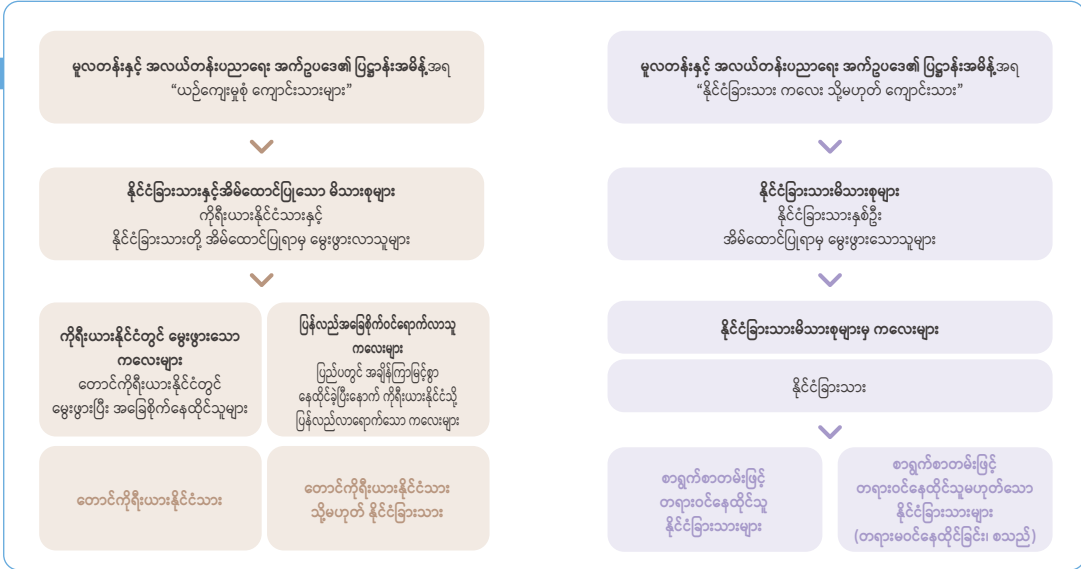 မူလတန်းနှင့် အလယ်တန်းပညာရေး အက်ဥပဒေ၏ ပြဋ္ဌာန်းအမိန့်အရ
“ယဉ်ကျေးမှုစုံ ကျောင်းသားများ”
နိုင်ငံခြားသားနှင့်အိမ်ထောင်ပြုသော မိသားစုများ
ကိုရီးယားနိုင်ငံသားနှင့်
နိုင်ငံခြားသားတို့ အိမ်ထောင်ပြုရာမှ မွေးဖွားလာသူများ
ကိုရီးယားနိုင်ငံတွင် မွေးဖွားသော
ကလေးများ
တောင်ကိုရီးယားနိုင်ငံတွင်
မွေးဖွားပြီး အခြေစိုက်နေထိုင်သူများ
ပြန်လည်အခြေစိုက်ဝင်ရောက်လာသူ
ကလေးများ
ပြည်ပတွင် အချိန်ကြာမြင့်စွာ
နေထိုင်ခဲ့ပြီးနောက် ကိုရီးယားနိုင်ငံသို့
ပြန်လည်လာရောက်သော ကလေးများ
တောင်ကိုရီးယားနိုင်ငံသား
တောင်ကိုရီးယားနိုင်ငံသား
သို့မဟုတ် နိုင်ငံခြားသား
မူလတန်းနှင့် အလယ်တန်းပညာရေး အက်ဥပဒေ၏ ပြဋ္ဌာန်းအမိန့်အရ
“နိုင်ငံခြားသား ကလေး သို့မဟုတ် ကျောင်းသား”
နိုင်ငံခြားသားမိသားစုများ
နိုင်ငံခြားသားနှစ်ဦး
အိမ်ထောင်ပြုရာမှ မွေးဖွားသောသူများ
နိုင်ငံခြားသားမိသားစုများမှ ကလေးများ
နိုင်ငံခြားသား
စာရွက်စာတမ်းဖြင့်
တရားဝင်နေထိုင်သူ
နိုင်ငံခြားသားများ
စာရွက်စာတမ်းဖြင့်
တရားဝင်နေထိုင်သူမဟုတ်သော
နိုင်ငံခြားသားများ
(တရားမဝင်နေထိုင်ခြင်း၊ စသည်)